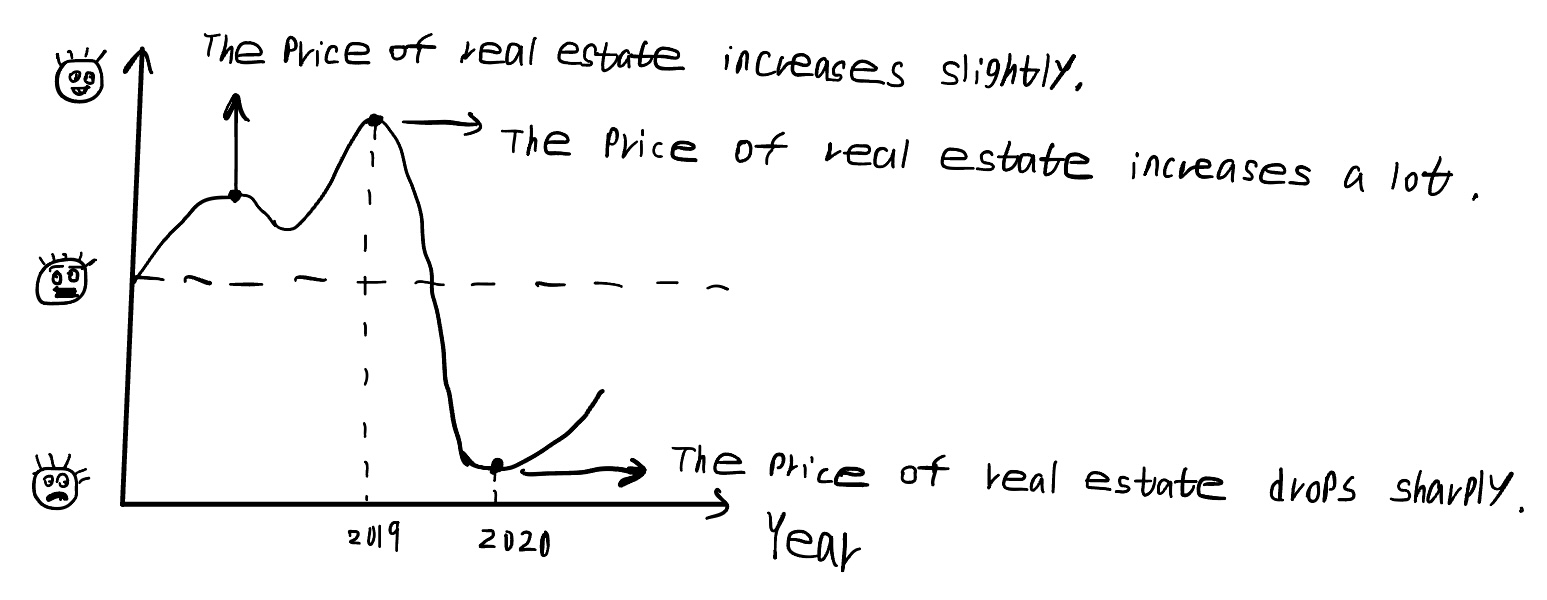 The Price of real estate increases slightly.
The Price of real estate increases a lot.
The price of real estate drops sharply.
2019
2020
Year